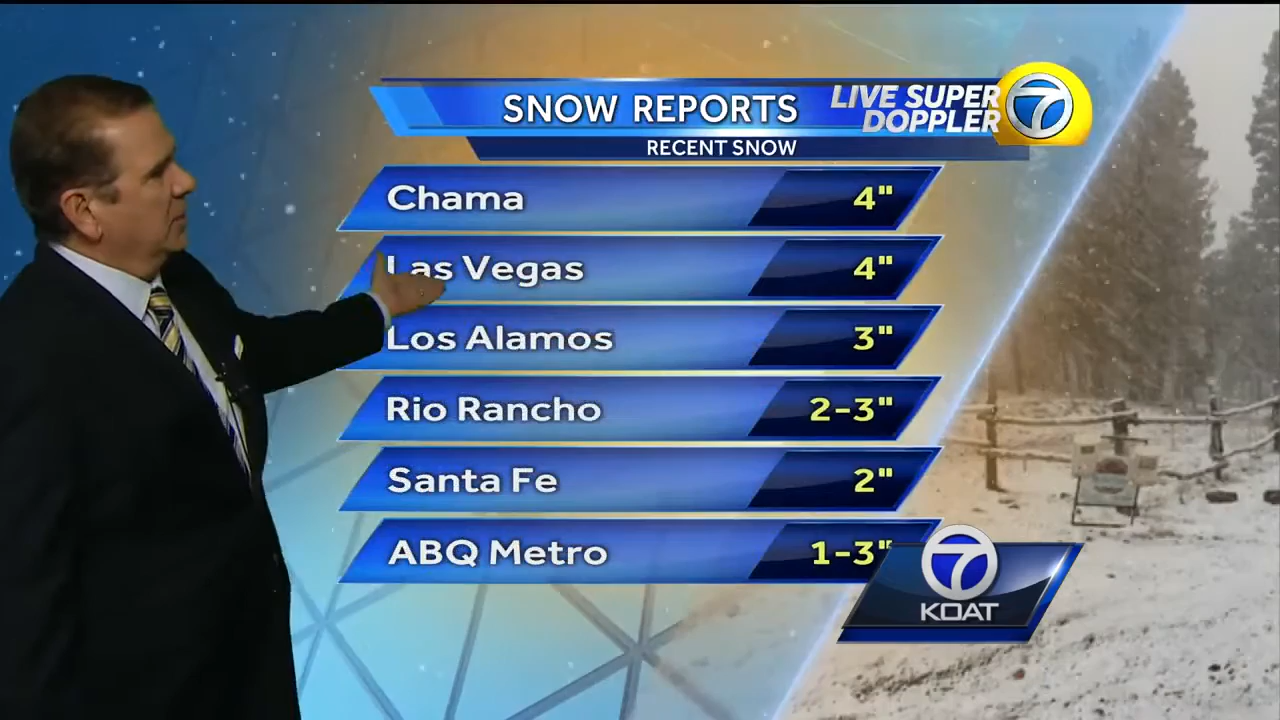 SNOW REPORTS
LIVE SUPER
DOPPLER
7
RECENT SNOW
Chama 4"
Las Vegas 4"
Los Alamos 3"
Rio Rancho 2-3"
Santa Fe 2"
ABQ Metro 1-3"
7
KOAT